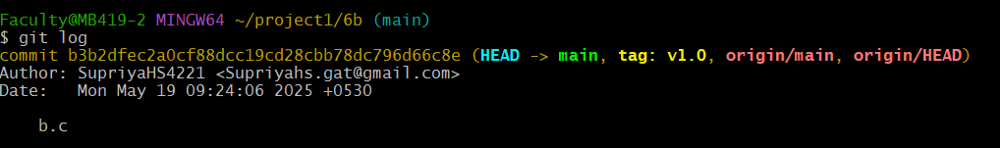 Faculty@MB419-2 MINGW64 ~/project1/6b (main)
$ git log
commit b3b2dfec2a0cf88dcc19cd28cbb78dc796d66c8e (HEAD -> main, tag: v1.0, origin/main, origin/HEAD)
Author: SupriyaHS4221 <Supriyahs.gat@gmail.com>
Date:   Mon May 19 09:24:06 2025 +0530
    b.c